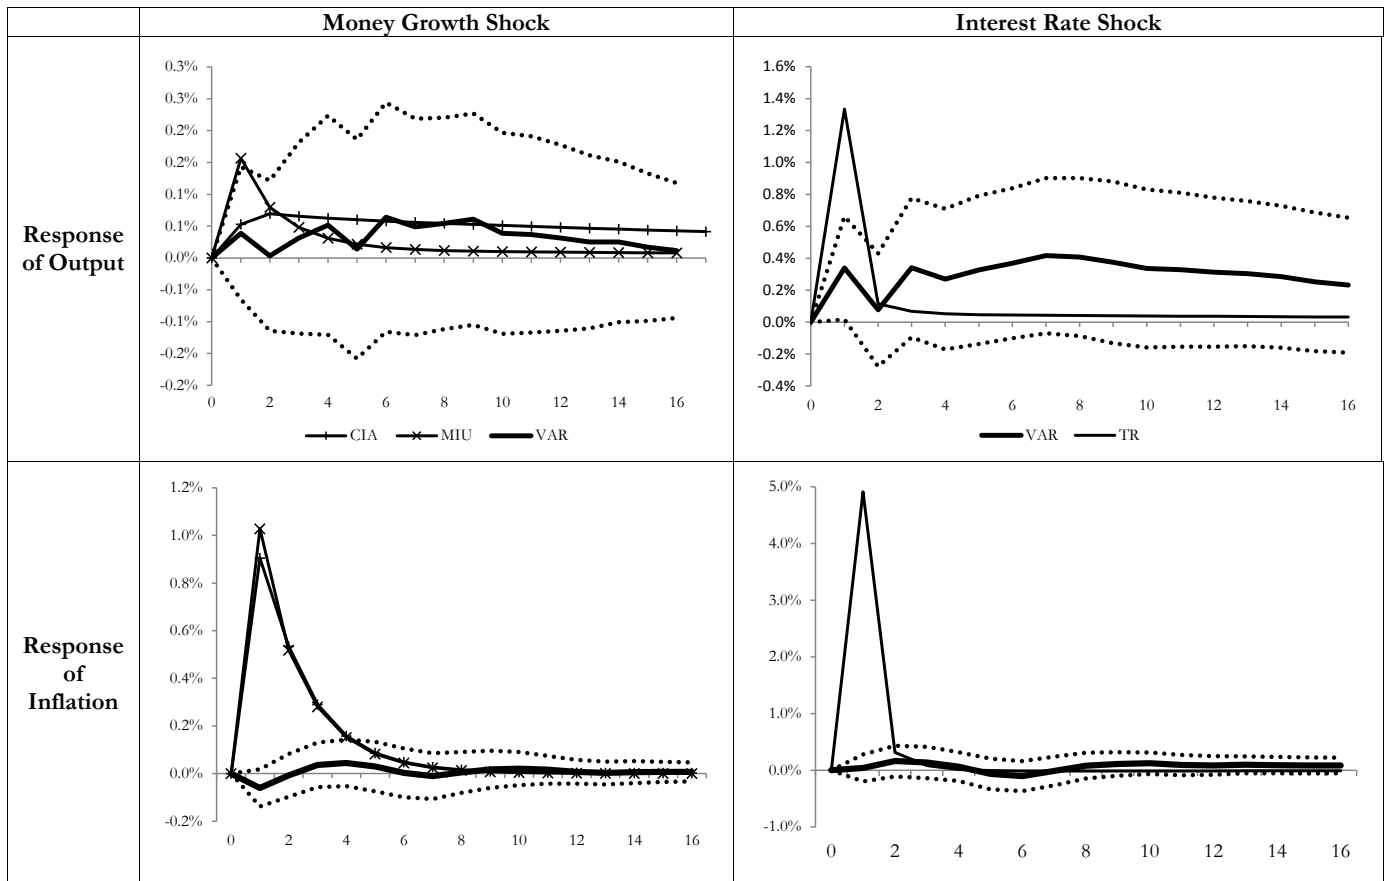 Money Growth Shock
Interest Rate Shock
Response
of Output
0.3%
0.3%
0.2%
0.2%
0.1%
0.1%
0.0%
-0.1%
-0.1%
-0.2%
-0.2%
0 2 4 6 8 10 12 14 16
CIA MIU VAR
1.6%
1.4%
1.2%
1.0%
0.8%
0.6%
0.4%
0.2%
0.0%
-0.2%
-0.4%
0 2 4 6 8 10 12 14 16
VAR TR
Response
of
Inflation
1.2%
1.0%
0.8%
0.6%
0.4%
0.2%
0.0%
-0.2%
0 2 4 6 8 10 12 14 16
5.0%
4.0%
3.0%
2.0%
1.0%
0.0%
-1.0%
0 2 4 6 8 10 12 14 16